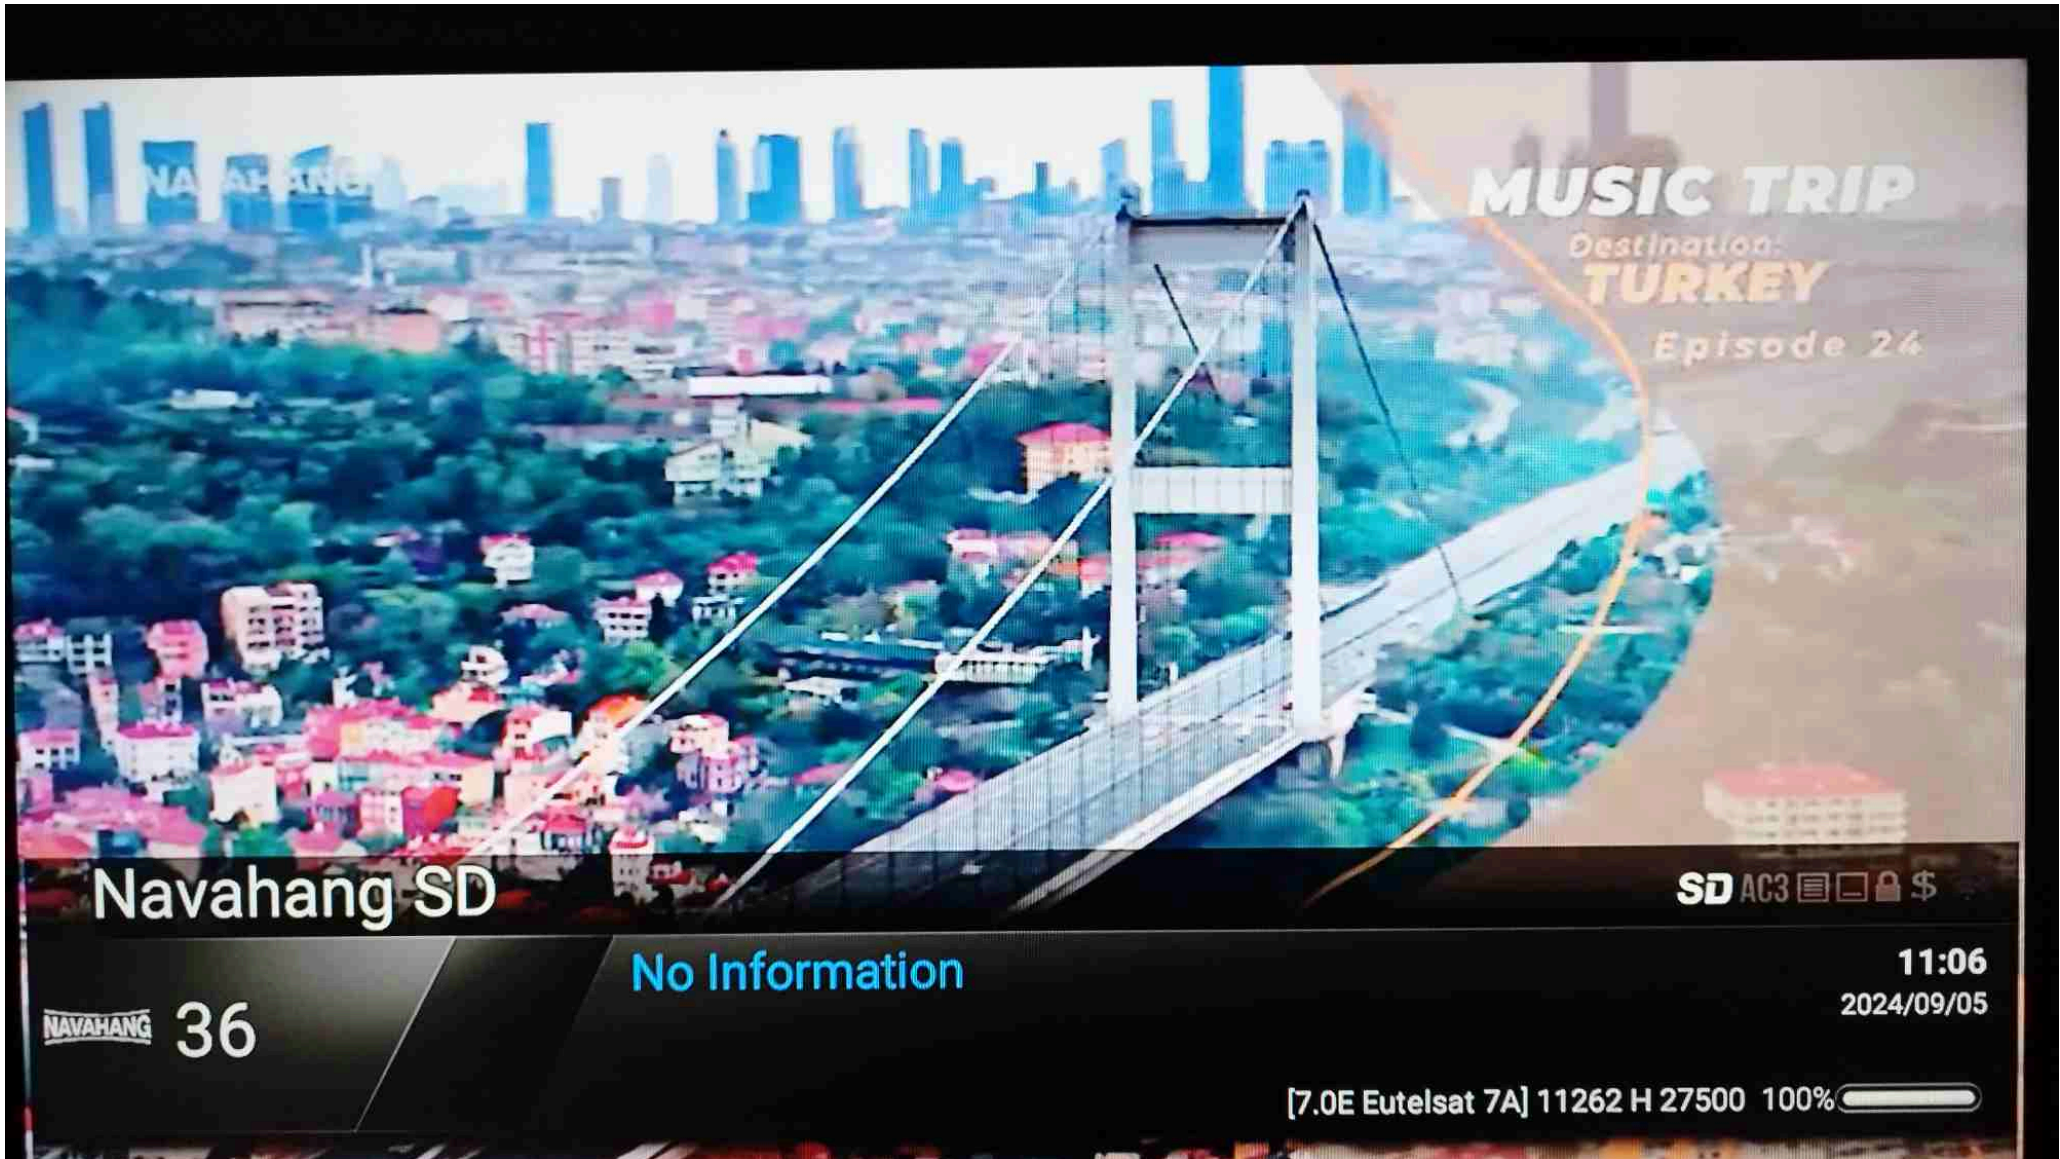 NAVAHANG
MUSIC TRIP
Destination:
TURKEY
Episode 24
Navahang SD
SD AC3 $
No Information
11:06
2024/09/05
NAVAHANG 36
[7.0E Eutelsat 7A] 11262 H 27500 100%